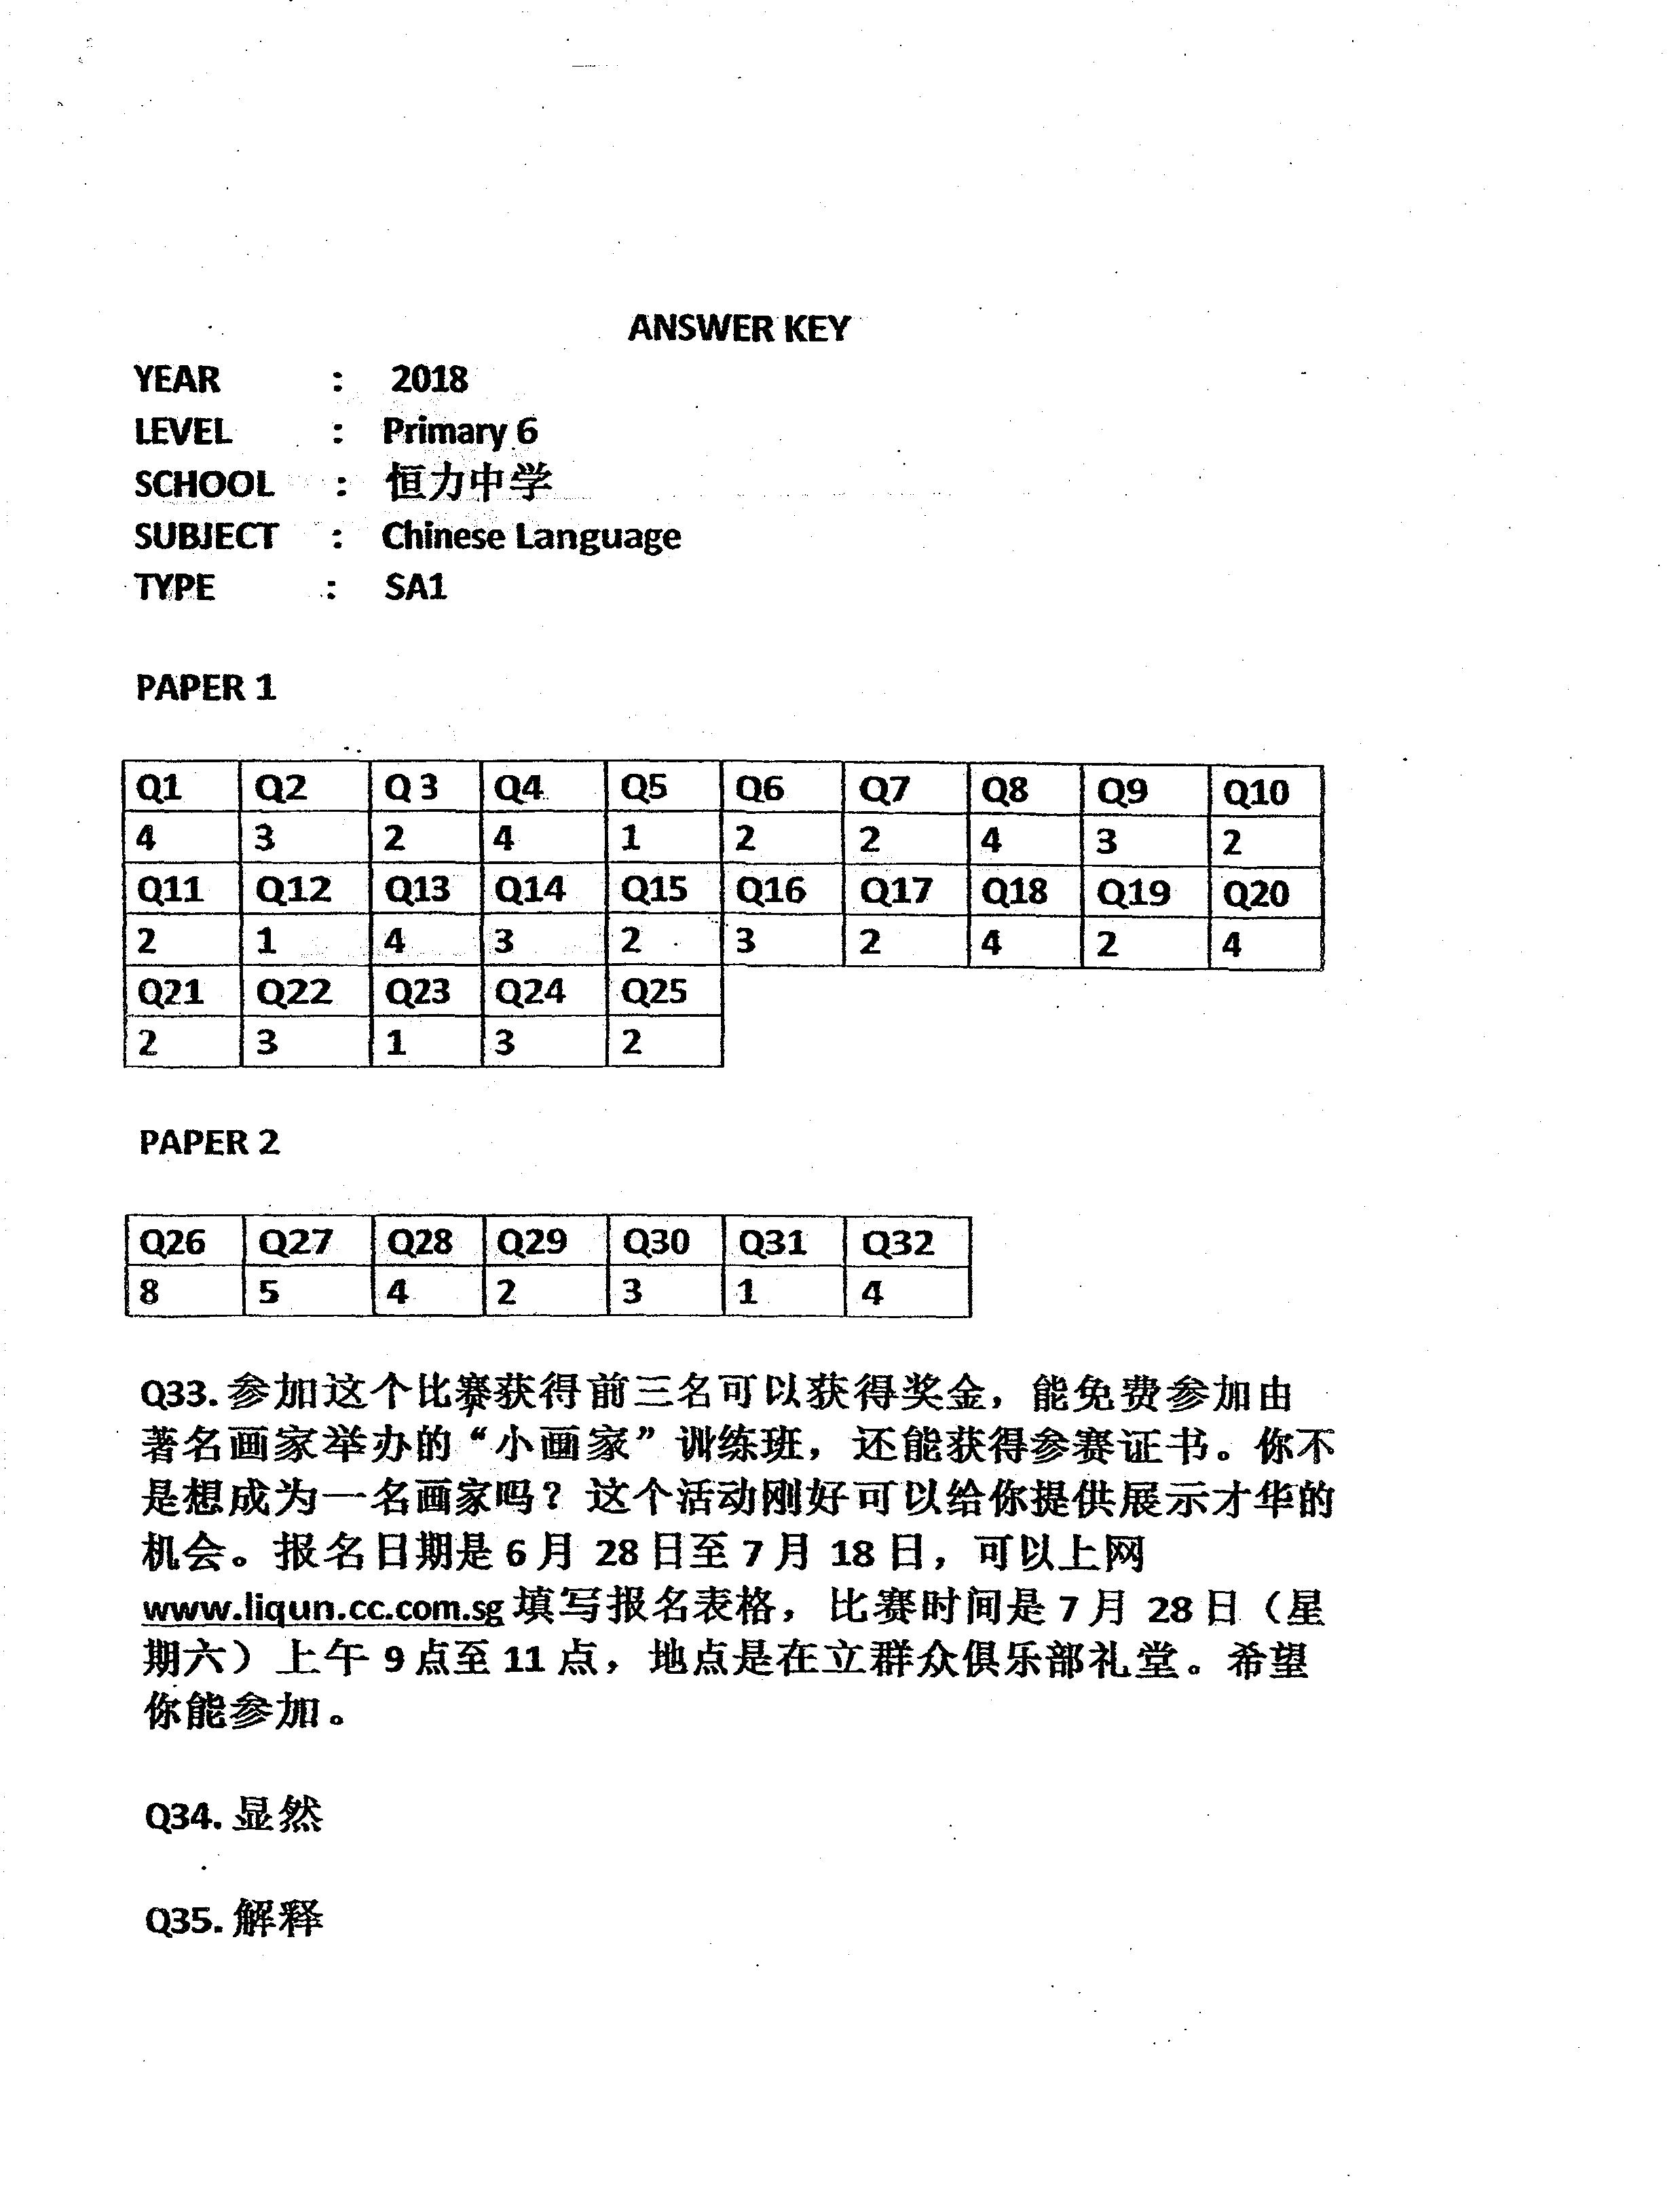 ANSWER KEY
YEAR : 2018
LEVEL : Primary 6
SCHOOL : 恒力中学
SUBJECT : Chinese Language
TYPE : SA1
PAPER 1
Q1 Q2 Q 3 Q4 Q5 Q6 Q7 Q8 Q9 Q10
4 3 2 4 1 2 2 4 3 2
Q11 Q12 Q13 Q14 Q15 Q16 Q17 Q18 Q19 Q20
2 1 4 3 2 3 2 4 2 4
Q21 Q22 Q23 Q24 Q25
2 3 1 3 2
PAPER 2
Q26 Q27 Q28 Q29 Q30 Q31 Q32
8 5 4 2 3 1 4
Q33. 参加这个比赛获得前三名可以获得奖金，能免费参加由
著名画家举办的“小画家”训练班，还能获得参赛证书。你不
是想成为一名画家吗？这个活动刚好可以给你提供展示才华的
机会。报名日期是 6 月 28 日至 7 月 18 日，可以上网
www.liqun.cc.com.sg 填写报名表格，比赛时间是 7 月 28 日（星
期六）上午 9 点至 11 点，地点是在立群众俱乐部礼堂。希望
你能参加。
Q34. 显然
Q35. 解释